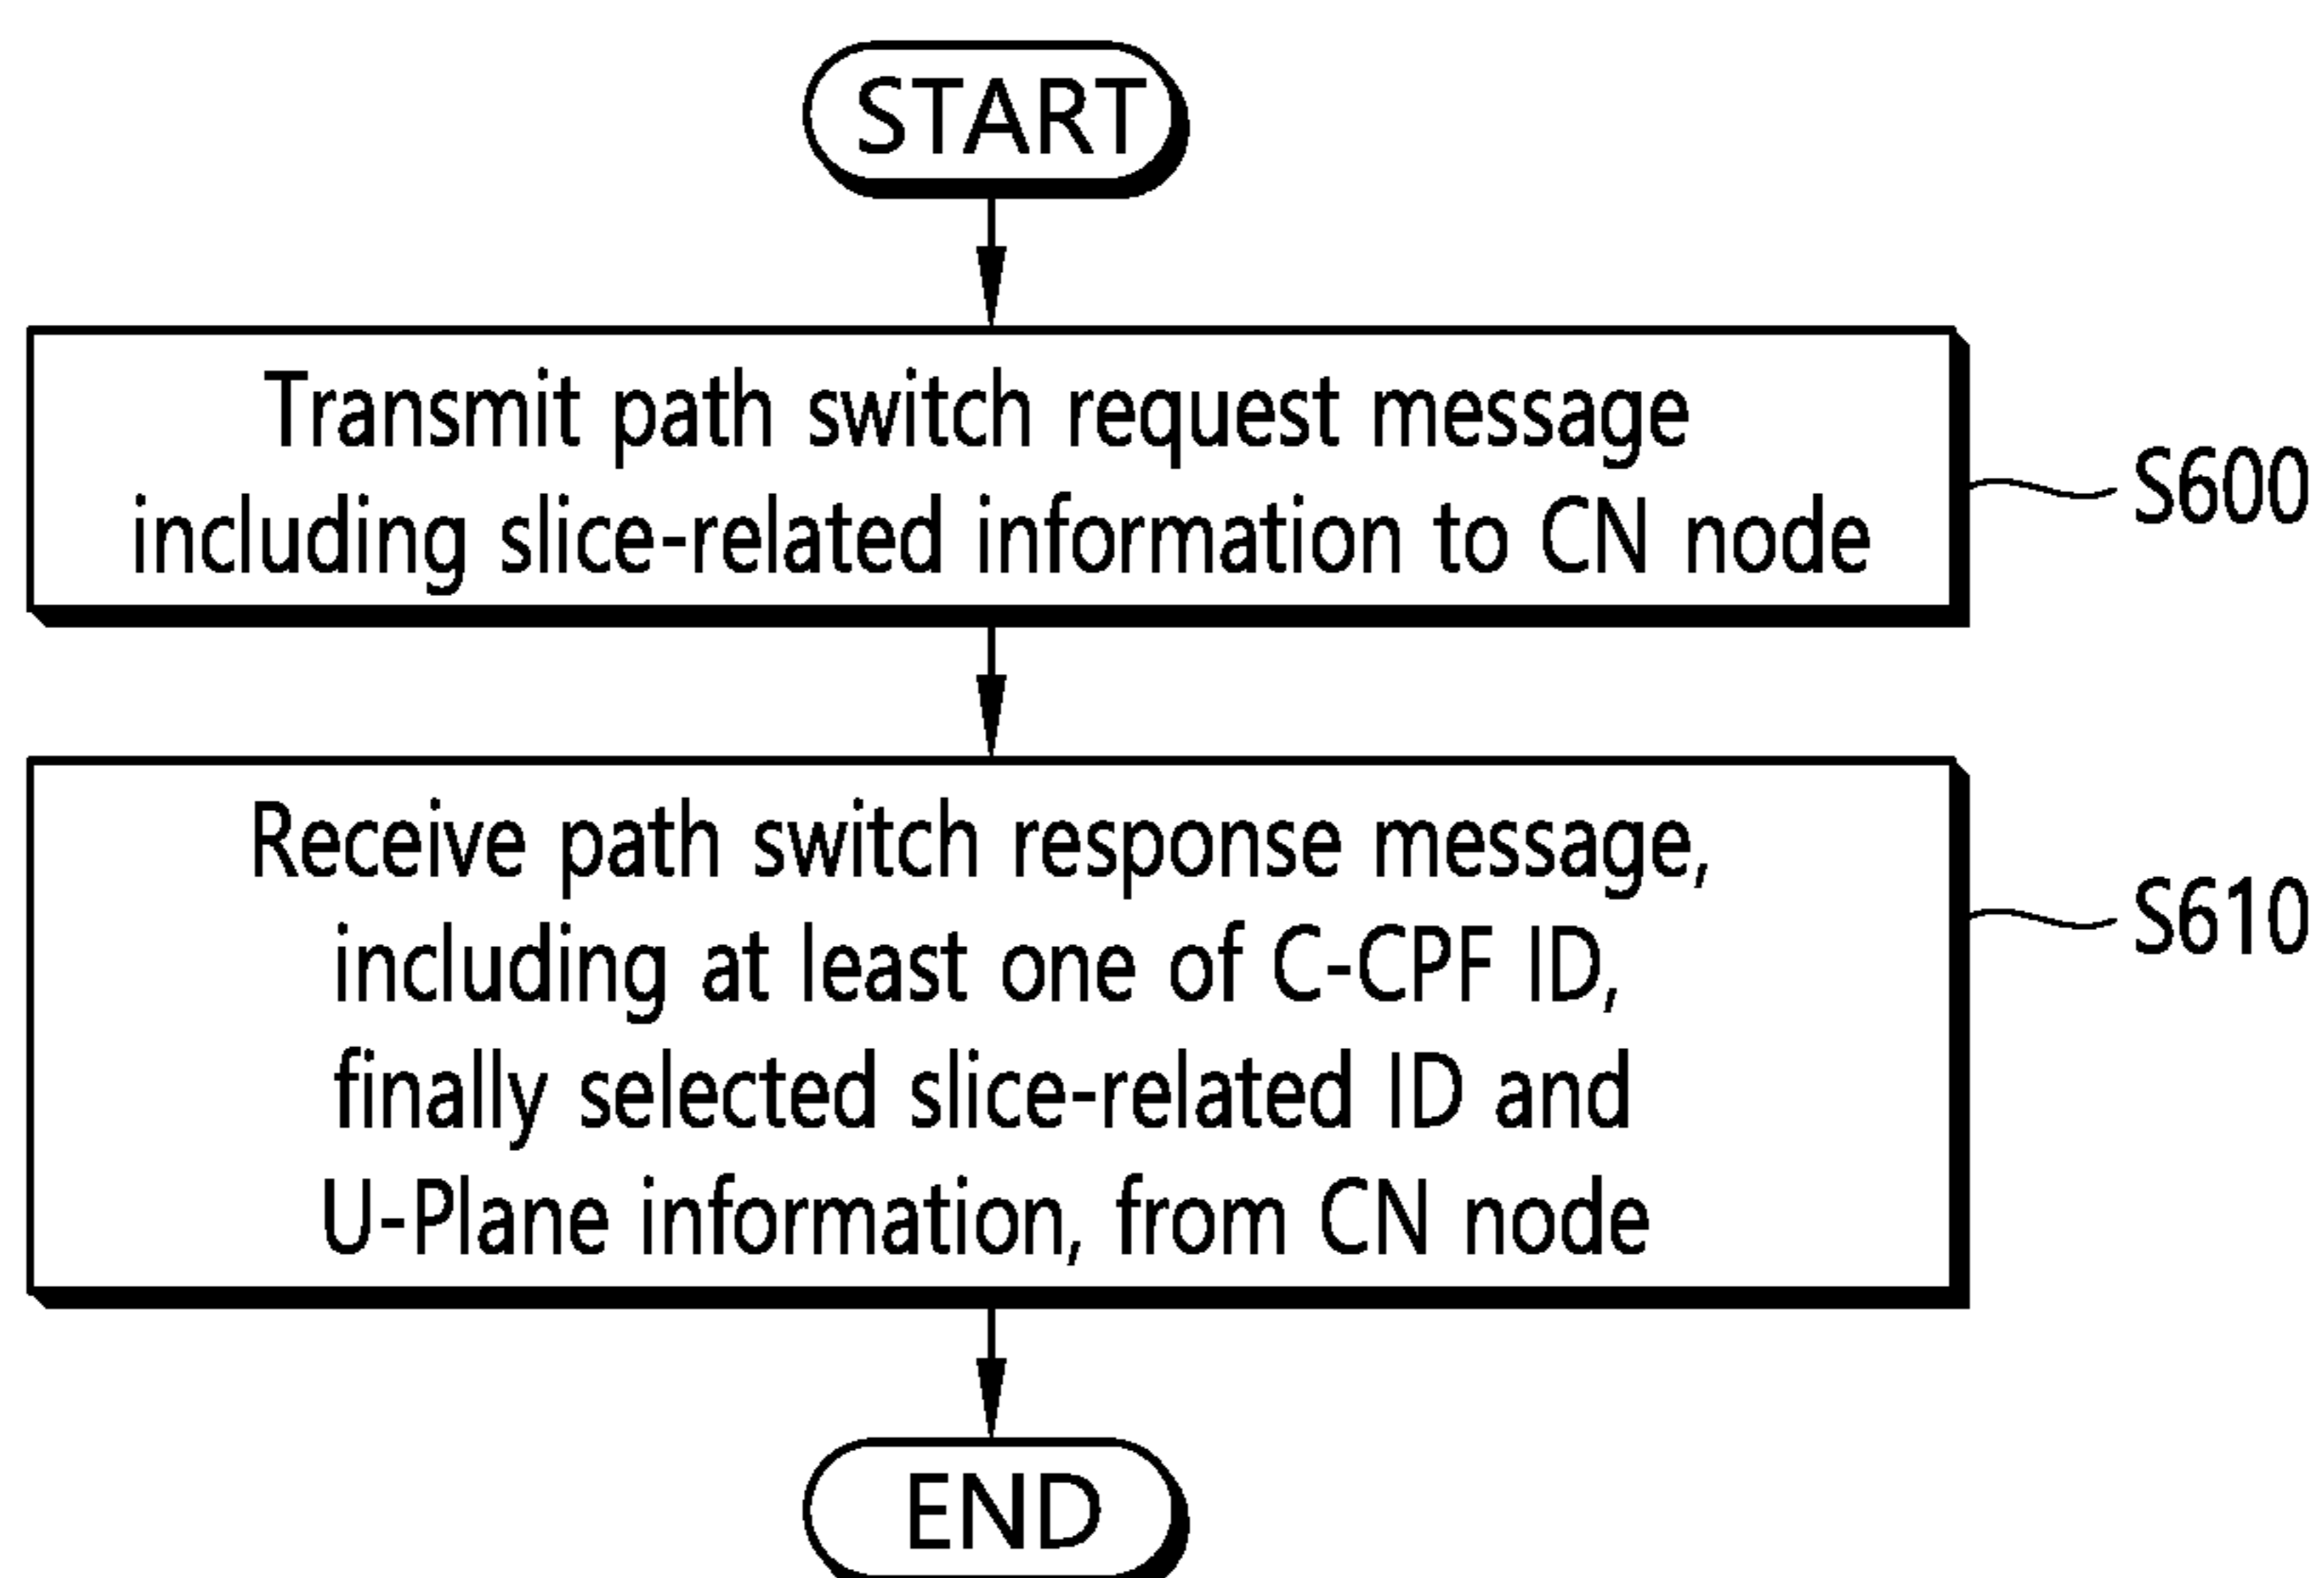 START
Transmit path switch request message
including slice-related information to CN node
S600
Receive path switch response message,
including at least one of C-CPF ID,
finally selected slice-related ID and
U-Plane information, from CN node
S610
END